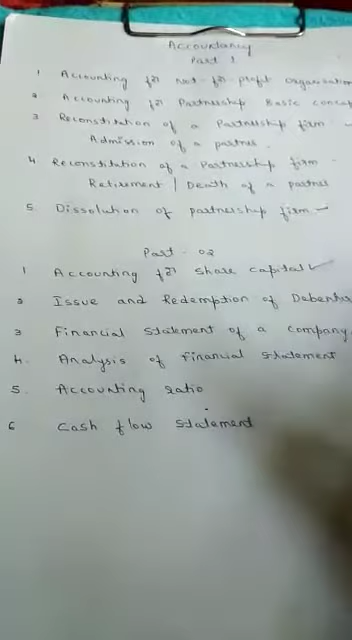 Accountancy
Part 1
1 Accounting for not-for-profit Organisation
2. Accounting for Partnership Basic concep
3 Reconstitution of a Partnership firm -
Admission of a partner.
4 Reconstitution of a Partnership firm -
Retirement / Death of a partner
5. Dissolution of partnership firm -
Part - 02
1 Accounting for share capital ✓
2 Issue and Redemption of Debentur
3 Financial Statement of a company
4. Analysis of financial Statement
5. Accounting ratio
6 Cash flow Statement